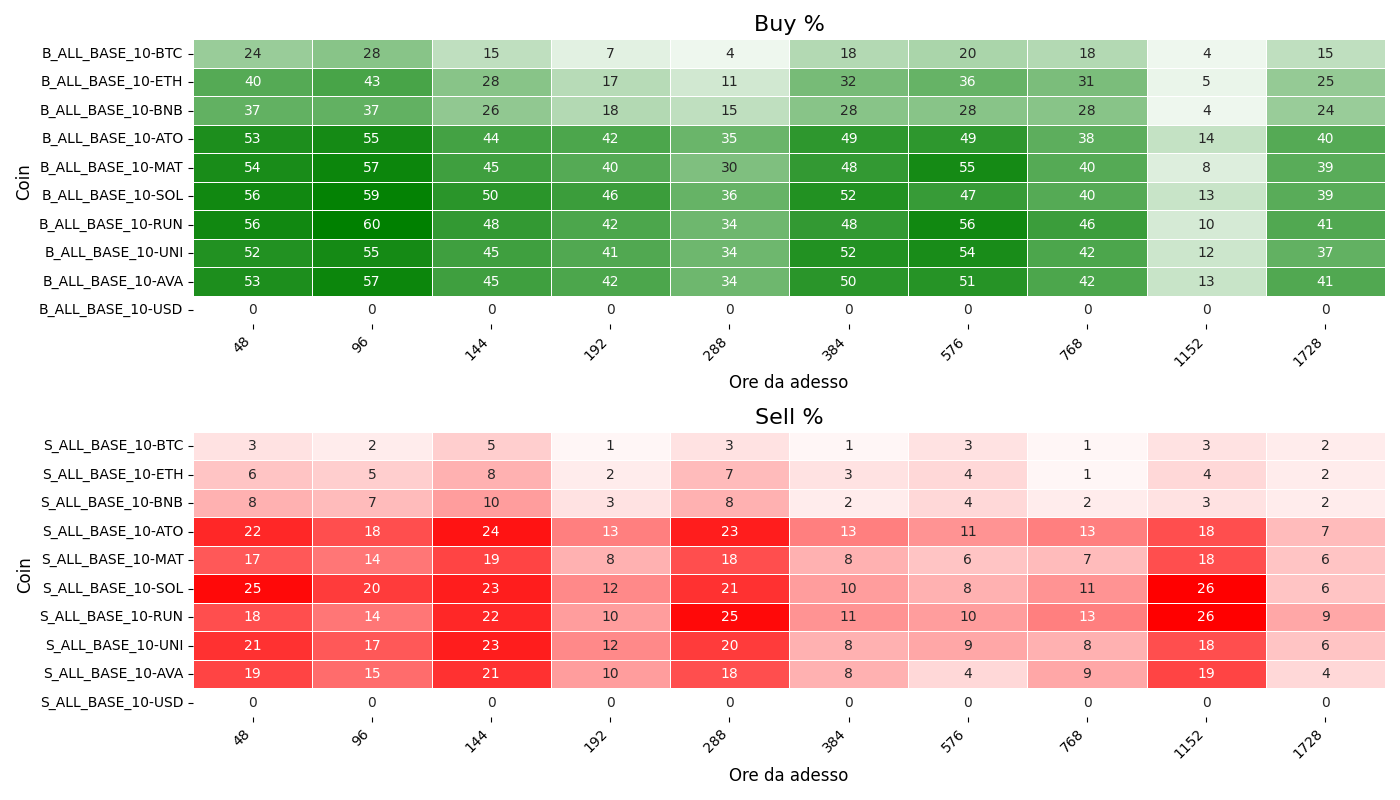 Buy %
Coin
B_ALL_BASE_10-BTC 24 28 15 7 4 18 20 18 4 15
B_ALL_BASE_10-ETH 40 43 28 17 11 32 36 31 5 25
B_ALL_BASE_10-BNB 37 37 26 18 15 28 28 28 4 24
B_ALL_BASE_10-ATO 53 55 44 42 35 49 49 38 14 40
B_ALL_BASE_10-MAT 54 57 45 40 30 48 55 40 8 39
B_ALL_BASE_10-SOL 56 59 50 46 36 52 47 40 13 39
B_ALL_BASE_10-RUN 56 60 48 42 34 48 56 46 10 41
B_ALL_BASE_10-UNI 52 55 45 41 34 52 54 42 12 37
B_ALL_BASE_10-AVA 53 57 45 42 34 50 51 42 13 41
B_ALL_BASE_10-USD 0 0 0 0 0 0 0 0 0 0
48 96 144 192 288 384 576 768 1152 1728
Ore da adesso
Sell %
Coin
S_ALL_BASE_10-BTC 3 2 5 1 3 1 3 1 3 2
S_ALL_BASE_10-ETH 6 5 8 2 7 3 4 1 4 2
S_ALL_BASE_10-BNB 8 7 10 3 8 2 4 2 3 2
S_ALL_BASE_10-ATO 22 18 24 13 23 13 11 13 18 7
S_ALL_BASE_10-MAT 17 14 19 8 18 8 6 7 18 6
S_ALL_BASE_10-SOL 25 20 23 12 21 10 8 11 26 6
S_ALL_BASE_10-RUN 18 14 22 10 25 11 10 13 26 9
S_ALL_BASE_10-UNI 21 17 23 12 20 8 9 8 18 6
S_ALL_BASE_10-AVA 19 15 21 10 18 8 4 9 19 4
S_ALL_BASE_10-USD 0 0 0 0 0 0 0 0 0 0
48 96 144 192 288 384 576 768 1152 1728
Ore da adesso